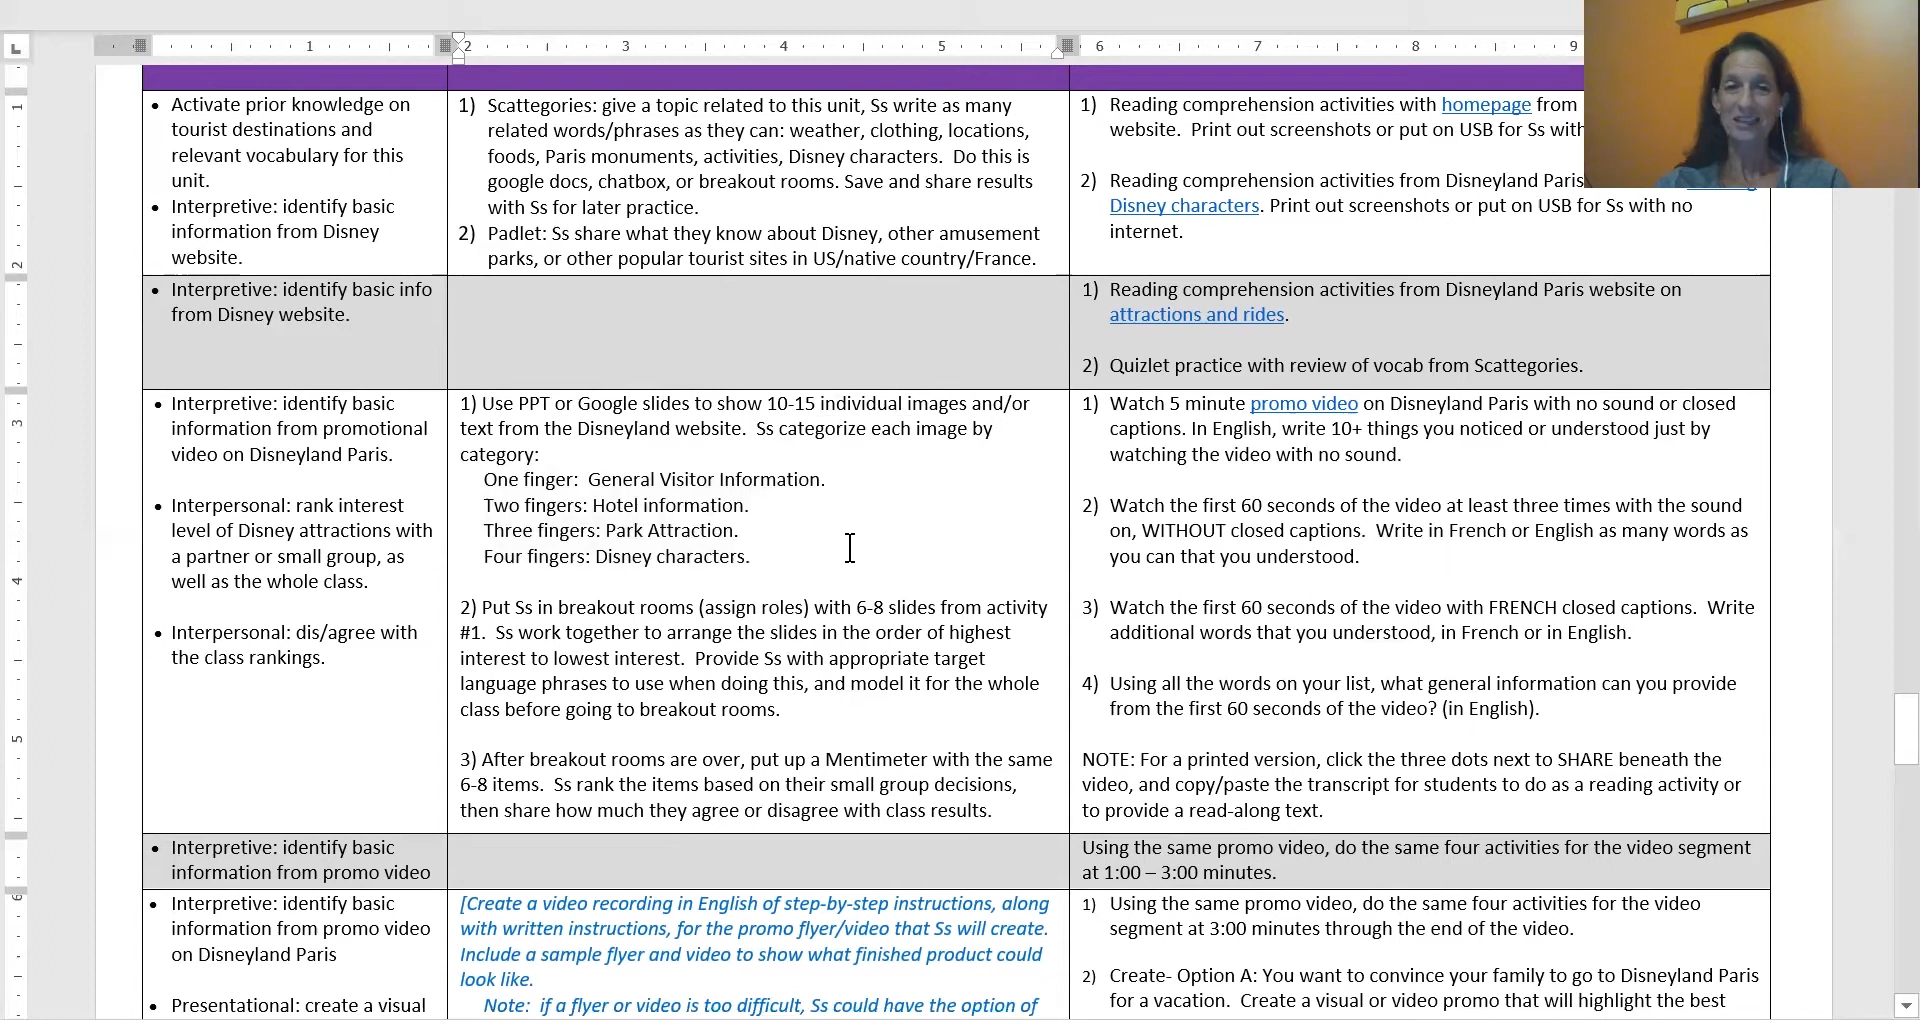 1 2 3 4 5 6 7 8 9
• Activate prior knowledge on
tourist destinations and
relevant vocabulary for this
unit.
• Interpretive: identify basic
information from Disney
website.
1) Scattegories: give a topic related to this unit, Ss write as many
related words/phrases as they can: weather, clothing, locations,
foods, Paris monuments, activities, Disney characters. Do this is
google docs, chatbox, or breakout rooms. Save and share results
with Ss for later practice.
2) Padlet: Ss share what they know about Disney, other amusement
parks, or other popular tourist sites in US/native country/France.
1) Reading comprehension activities with homepage from
website. Print out screenshots or put on USB for Ss with
2) Reading comprehension activities from Disneyland Paris
Disney characters. Print out screenshots or put on USB for Ss with no
internet.
• Interpretive: identify basic info
from Disney website.
1) Reading comprehension activities from Disneyland Paris website on
attractions and rides.
2) Quizlet practice with review of vocab from Scattegories.
• Interpretive: identify basic
information from promotional
video on Disneyland Paris.
• Interpersonal: rank interest
level of Disney attractions with
a partner or small group, as
well as the whole class.
• Interpersonal: dis/agree with
the class rankings.
1) Use PPT or Google slides to show 10-15 individual images and/or
text from the Disneyland website. Ss categorize each image by
category:
One finger: General Visitor Information.
Two fingers: Hotel information.
Three fingers: Park Attraction.
Four fingers: Disney characters.
2) Put Ss in breakout rooms (assign roles) with 6-8 slides from activity
#1. Ss work together to arrange the slides in the order of highest
interest to lowest interest. Provide Ss with appropriate target
language phrases to use when doing this, and model it for the whole
class before going to breakout rooms.
3) After breakout rooms are over, put up a Mentimeter with the same
6-8 items. Ss rank the items based on their small group decisions,
then share how much they agree or disagree with class results.
1) Watch 5 minute promo video on Disneyland Paris with no sound or closed
captions. In English, write 10+ things you noticed or understood just by
watching the video with no sound.
2) Watch the first 60 seconds of the video at least three times with the sound
on, WITHOUT closed captions. Write in French or English as many words as
you can that you understood.
3) Watch the first 60 seconds of the video with FRENCH closed captions. Write
additional words that you understood, in French or in English.
4) Using all the words on your list, what general information can you provide
from the first 60 seconds of the video? (in English).
NOTE: For a printed version, click the three dots next to SHARE beneath the
video, and copy/paste the transcript for students to do as a reading activity or
to provide a read-along text.
• Interpretive: identify basic
information from promo video
Using the same promo video, do the same four activities for the video segment
at 1:00 – 3:00 minutes.
• Interpretive: identify basic
information from promo video
on Disneyland Paris
• Presentational: create a visual
[Create a video recording in English of step-by-step instructions, along
with written instructions, for the promo flyer/video that Ss will create.
Include a sample flyer and video to show what finished product could
look like.
Note: if a flyer or video is too difficult, Ss could have the option of
1) Using the same promo video, do the same four activities for the video
segment at 3:00 minutes through the end of the video.
2) Create- Option A: You want to convince your family to go to Disneyland Paris
for a vacation. Create a visual or video promo that will highlight the best
1
2
3
4
5
6